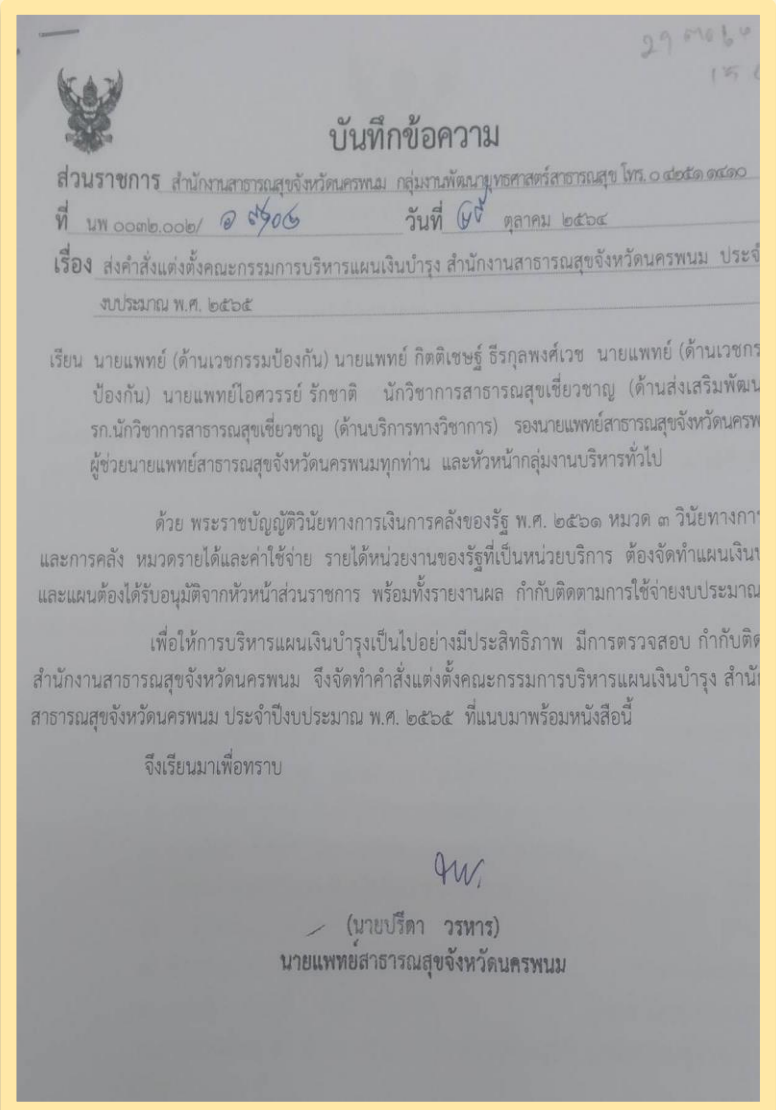 บันทึกข้อความ
ส่วนราชการ สำนักงานสาธารณสุขจังหวัดนครพนม กลุ่มงานพัฒนายุทธศาสตร์สาธารณสุข โทร. ๐ ๔๒๕๑ ๑๔๑๐
ที่ นพ ๐๐๓๒.๐๐๒/ วันที่ ๒๙ ตุลาคม ๒๕๖๔
เรื่อง ส่งคำสั่งแต่งตั้งคณะกรรมการบริหารแผนเงินบำรุง สำนักงานสาธารณสุขจังหวัดนครพนม ประจำ
งบประมาณ พ.ศ. ๒๕๖๕
เรียน นายแพทย์ (ด้านเวชกรรมป้องกัน) นายแพทย์ กิตติเชษฐ์ ธีรกุลพงศ์เวช นายแพทย์ (ด้านเวชกร
ป้องกัน) นายแพทย์ไอศวรรย์ รักชาติ นักวิชาการสาธารณสุขเชี่ยวชาญ (ด้านส่งเสริมพัฒน
รก.นักวิชาการสาธารณสุขเชี่ยวชาญ (ด้านบริการทางวิชาการ) รองนายแพทย์สาธารณสุขจังหวัดนครพ
ผู้ช่วยนายแพทย์สาธารณสุขจังหวัดนครพนมทุกท่าน และหัวหน้ากลุ่มงานบริหารทั่วไป
ด้วย พระราชบัญญัติวินัยทางการเงินการคลังของรัฐ พ.ศ. ๒๕๖๑ หมวด ๓ วินัยทางการ
และการคลัง หมวดรายได้และค่าใช้จ่าย รายได้หน่วยงานของรัฐที่เป็นหน่วยบริการ ต้องจัดทำแผนเงินบ
และแผนต้องได้รับอนุมัติจากหัวหน้าส่วนราชการ พร้อมทั้งรายงานผล กำกับติดตามการใช้จ่ายงบประมาณ
เพื่อให้การบริหารแผนเงินบำรุงเป็นไปอย่างมีประสิทธิภาพ มีการตรวจสอบ กำกับติด
สำนักงานสาธารณสุขจังหวัดนครพนม จึงจัดทำคำสั่งแต่งตั้งคณะกรรมการบริหารแผนเงินบำรุง สำนัก
สาธารณสุขจังหวัดนครพนม ประจำปีงบประมาณ พ.ศ. ๒๕๖๕ ที่แนบมาพร้อมหนังสือนี้
จึงเรียนมาเพื่อทราบ
(นายปรีดา วรหาร)
นายแพทย์สาธารณสุขจังหวัดนครพนม